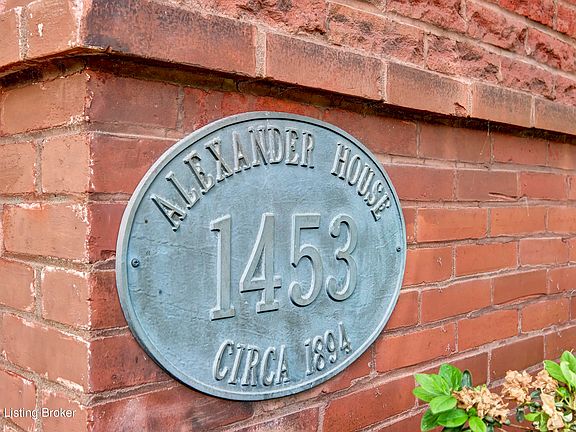 ALEXANDER HOUSE
1453
CIRCA 1894
Listing Broker